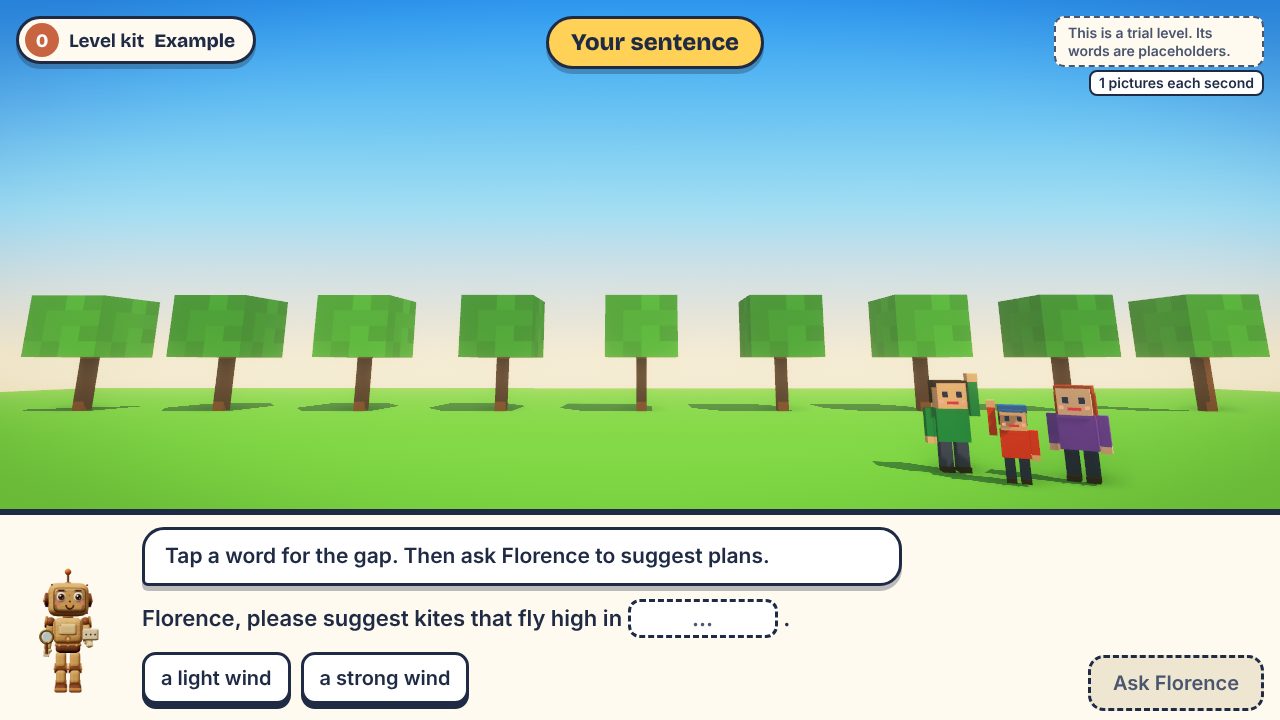 0 Level kit Example
Your sentence
This is a trial level. Its
words are placeholders.
1 pictures each second
Tap a word for the gap. Then ask Florence to suggest plans.
Florence, please suggest kites that fly high in ... .
a light wind
a strong wind
Ask Florence